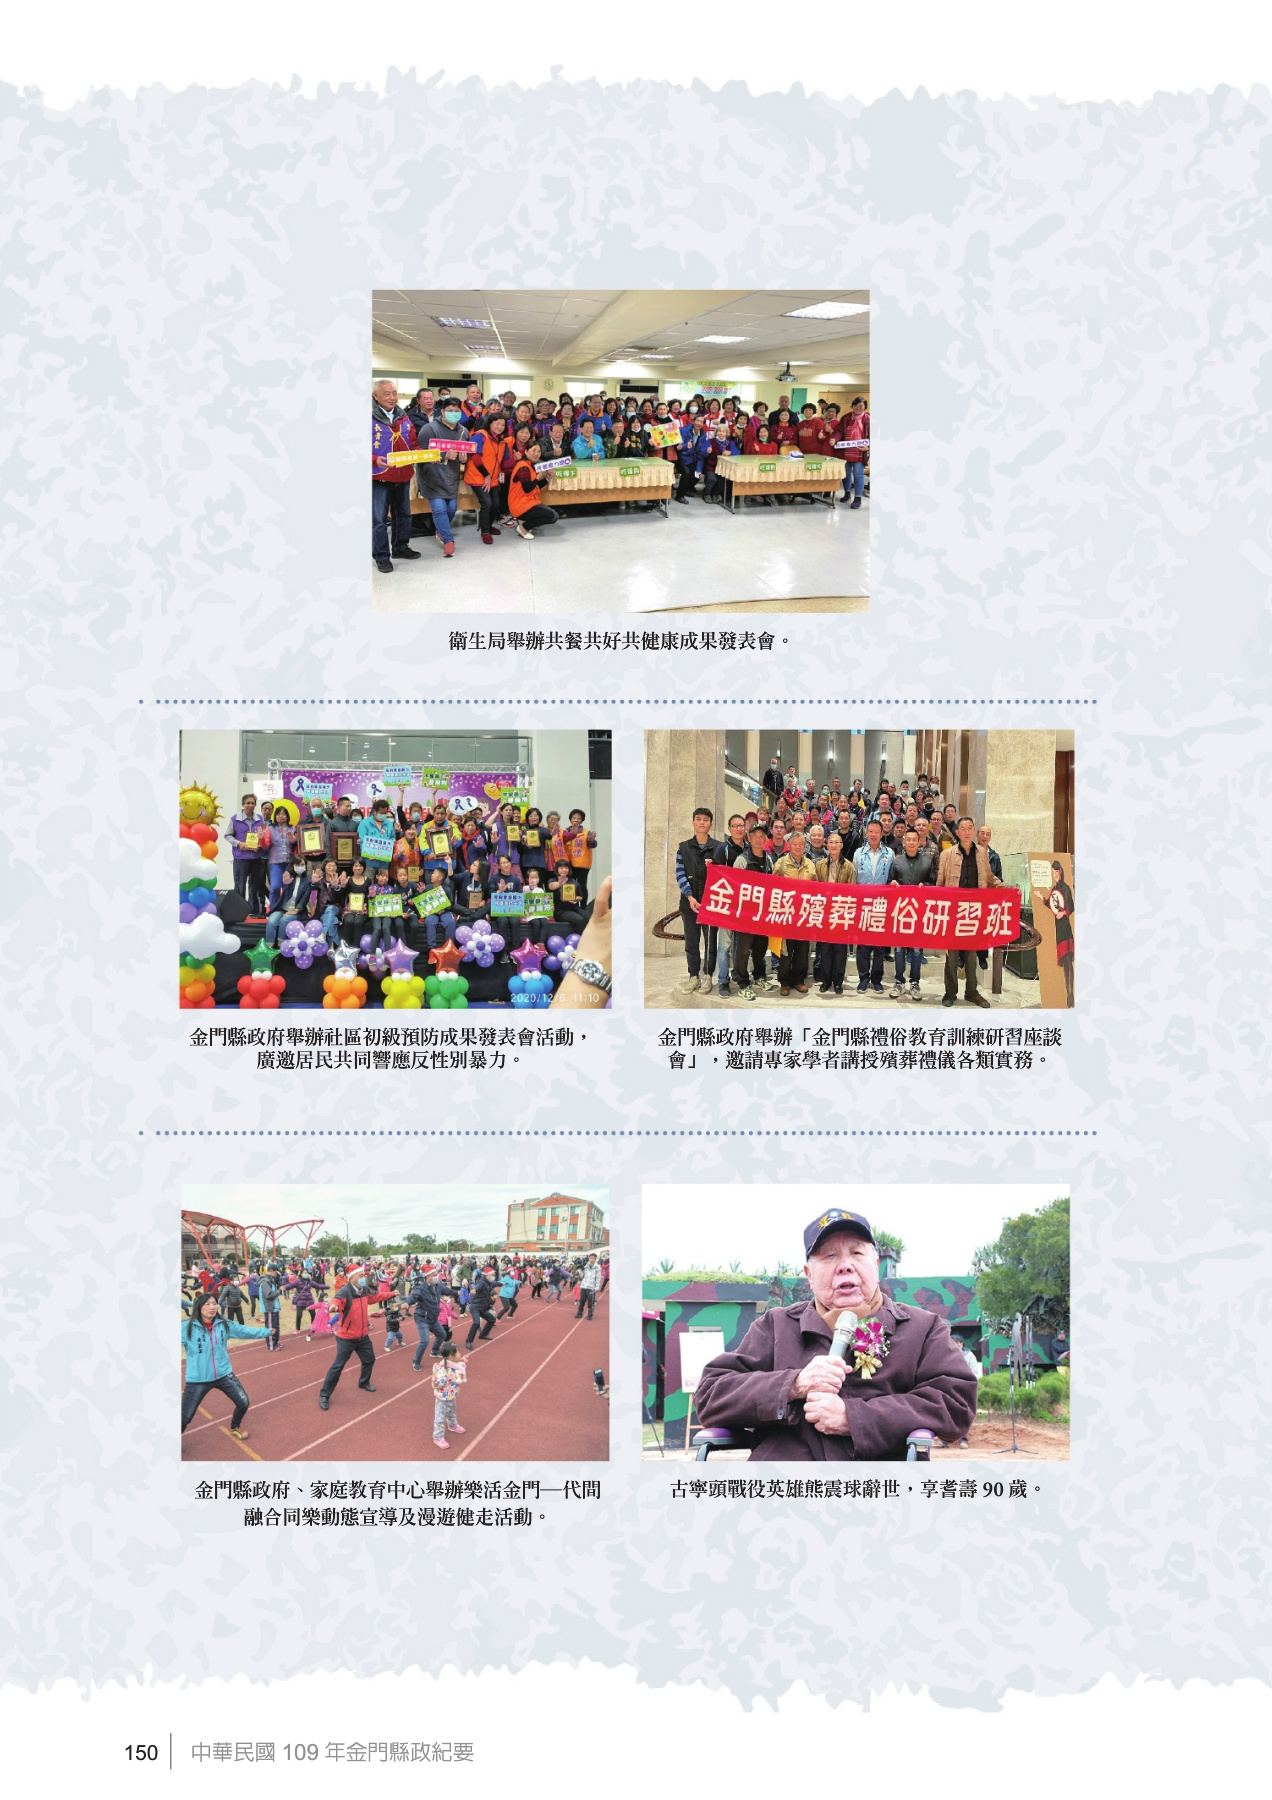 衛生局舉辦共餐共好共健康成果發表會。
2020/12/6 11:10
金門縣殯葬禮俗研習班
金門縣政府舉辦社區初級預防成果發表會活動，
廣邀居民共同響應反性別暴力。
金門縣政府舉辦「金門縣禮俗教育訓練研習座談
會」，邀請專家學者講授殯葬禮儀各類實務。
金門縣政府、家庭教育中心舉辦樂活金門—代間
融合同樂動態宣導及漫遊健走活動。
古寧頭戰役英雄熊震球辭世，享耆壽 90 歲。
150
中華民國 109 年金門縣政紀要